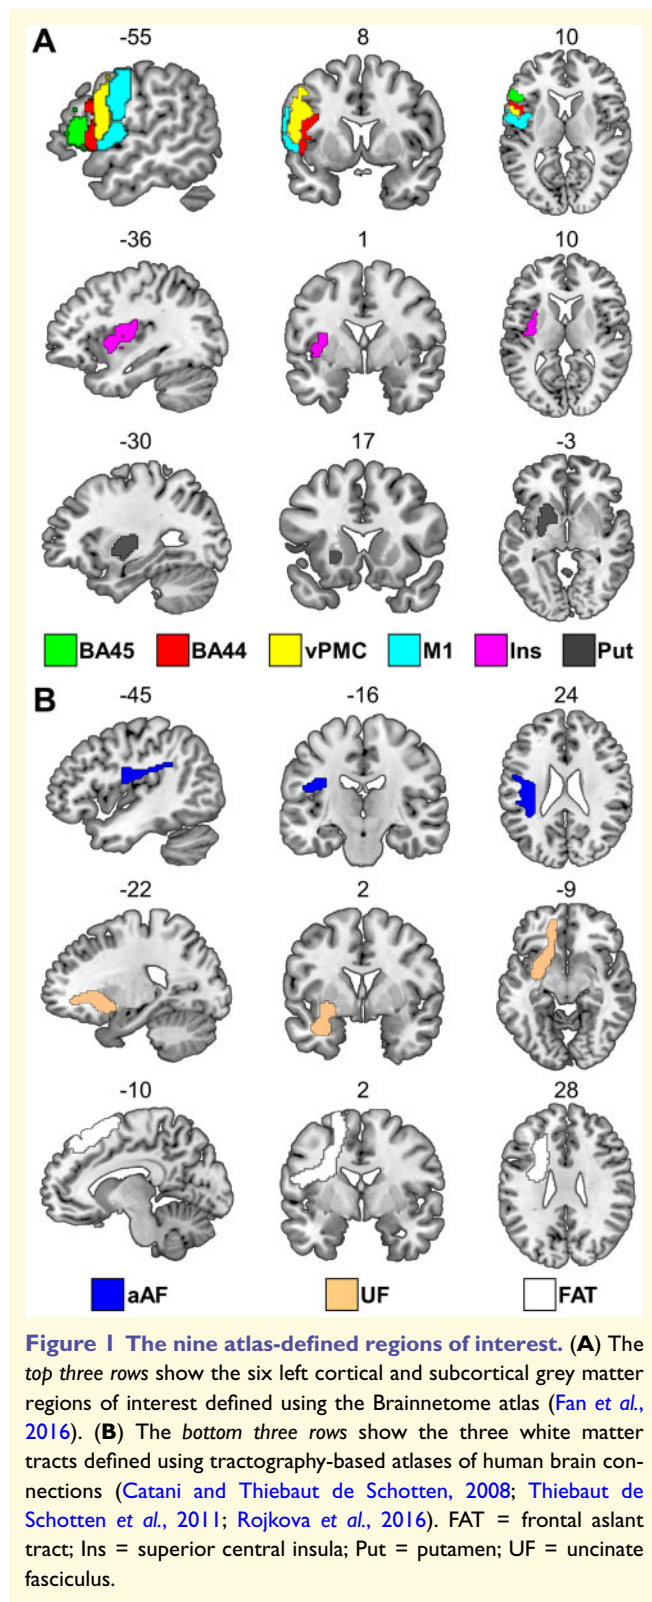 A
-55 8 10
-36 1 10
-30 17 -3
BA45 BA44 vPMC M1 Ins Put
B
-45 -16 24
-22 2 -9
-10 2 28
aAF UF FAT
Figure 1 The nine atlas-defined regions of interest. (A) The
top three rows show the six left cortical and subcortical grey matter
regions of interest defined using the Brainnetome atlas (Fan et al.,
2016). (B) The bottom three rows show the three white matter
tracts defined using tractography-based atlases of human brain con-
nections (Catani and Thiebaut de Schotten, 2008; Thiebaut de
Schotten et al., 2011; Rojkova et al., 2016). FAT = frontal aslant
tract; Ins = superior central insula; Put = putamen; UF = uncinate
fasciculus.